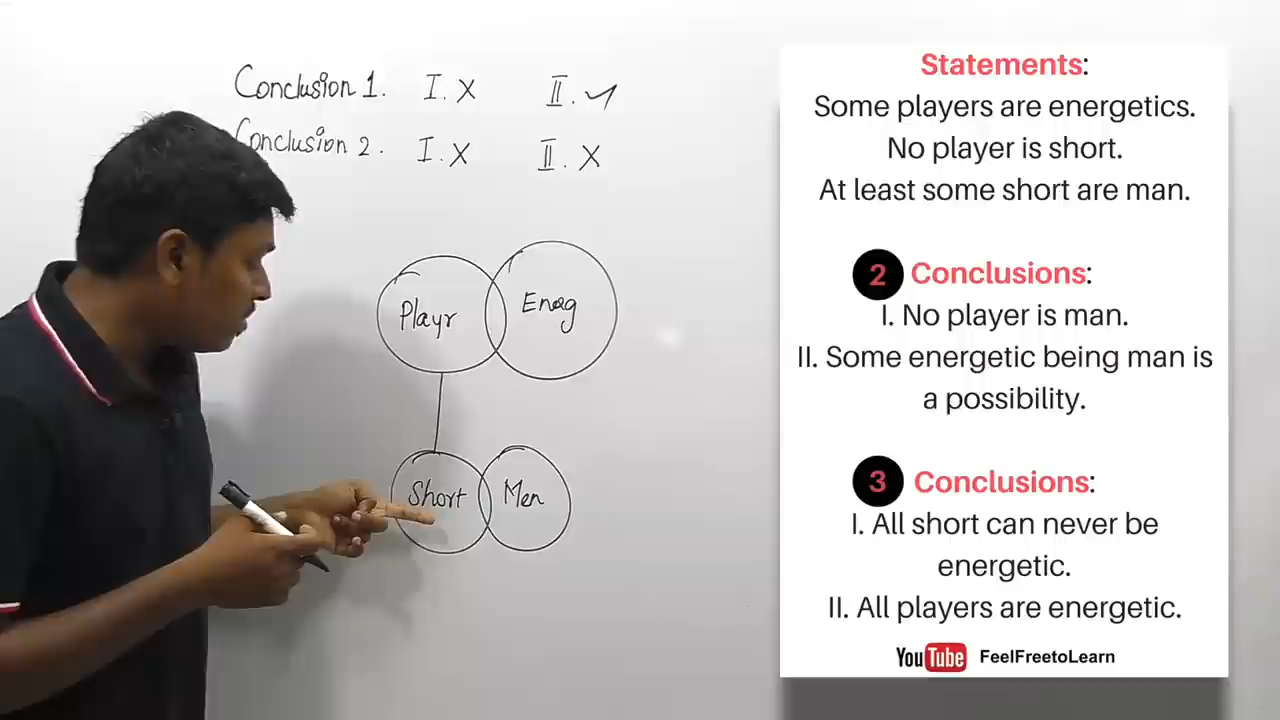 Conclusion 1. I. X II. ✓
Conclusion 2. I. X II. X
Playr
Energ
Short
Men
Statements:
Some players are energetics.
No player is short.
At least some short are man.
2 Conclusions:
I. No player is man.
II. Some energetic being man is
a possibility.
3 Conclusions:
I. All short can never be
energetic.
II. All players are energetic.
YouTube FeelFreetoLearn